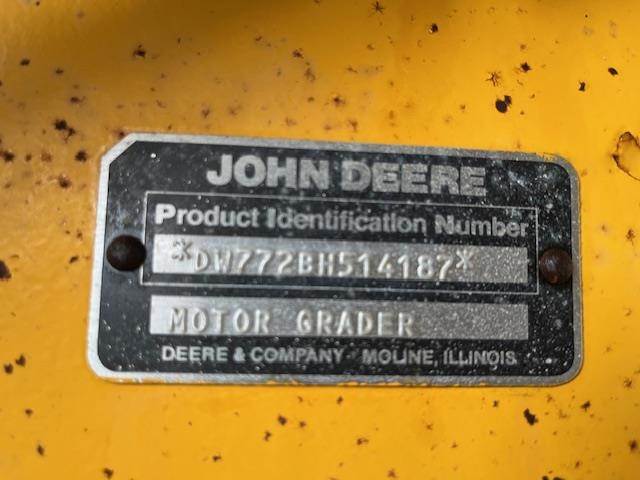 JOHN DEERE
Product Identification Number
*DW772BH514187*
MOTOR GRADER
DEERE & COMPANY MOLINE, ILLINOIS